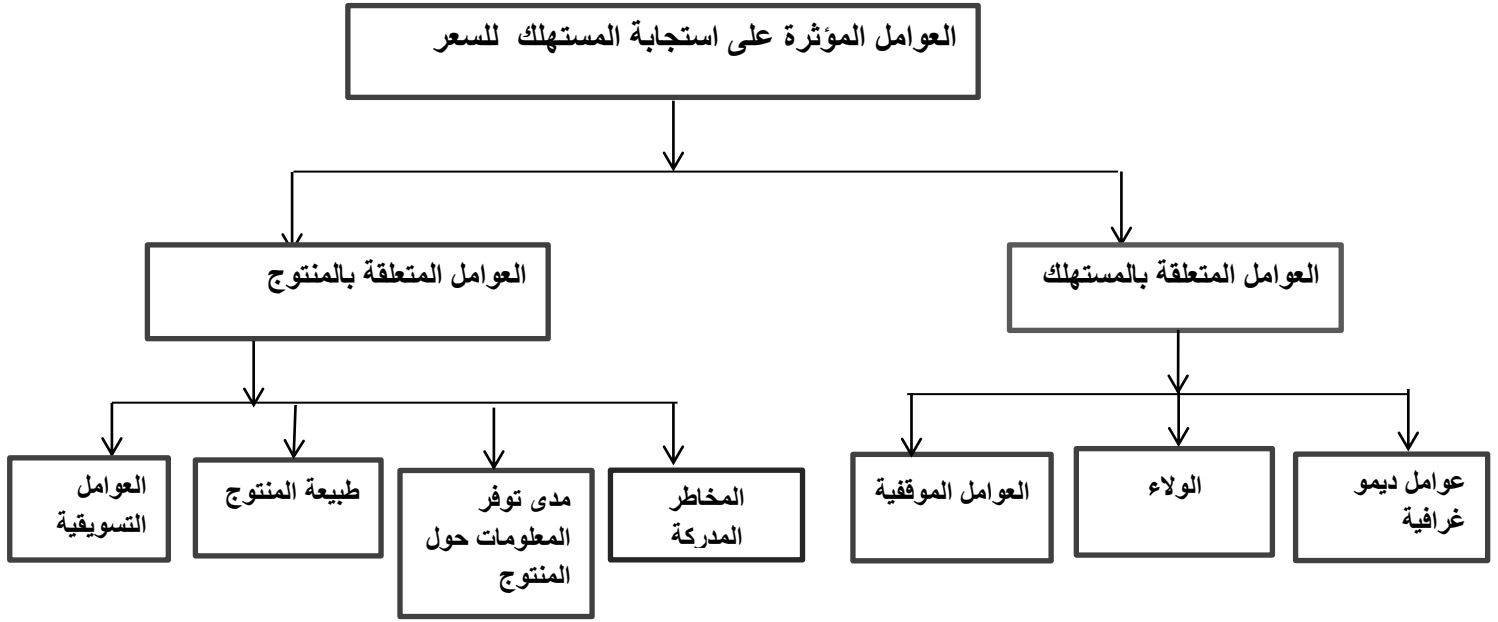 العوامل المؤثرة على استجابة المستهلك للسعر
العوامل المتعلقة بالمستهلك
العوامل المتعلقة بالمنتوج
عوامل ديمو
غرافية
الولاء
العوامل الموقفية
المخاطر
المدركة
مدى توفر
المعلومات حول
المنتوج
طبيعة المنتوج
العوامل
التسويقية